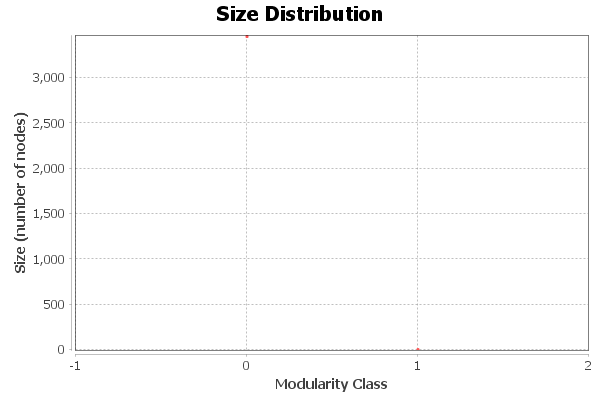 Size Distribution
Size (number of nodes)
3,000
2,500
2,000
1,500
1,000
500
0
-1 0 1 2
Modularity Class